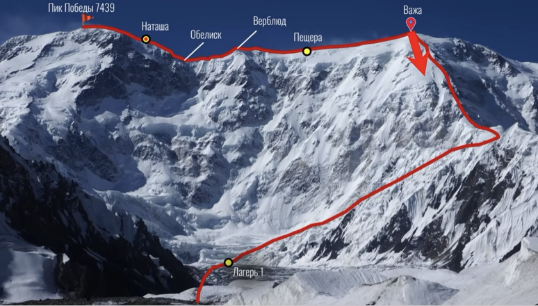 Пик Победы 7439
Наташа
Обелиск
Верблюд
Пещера
Важа
Лагерь 1